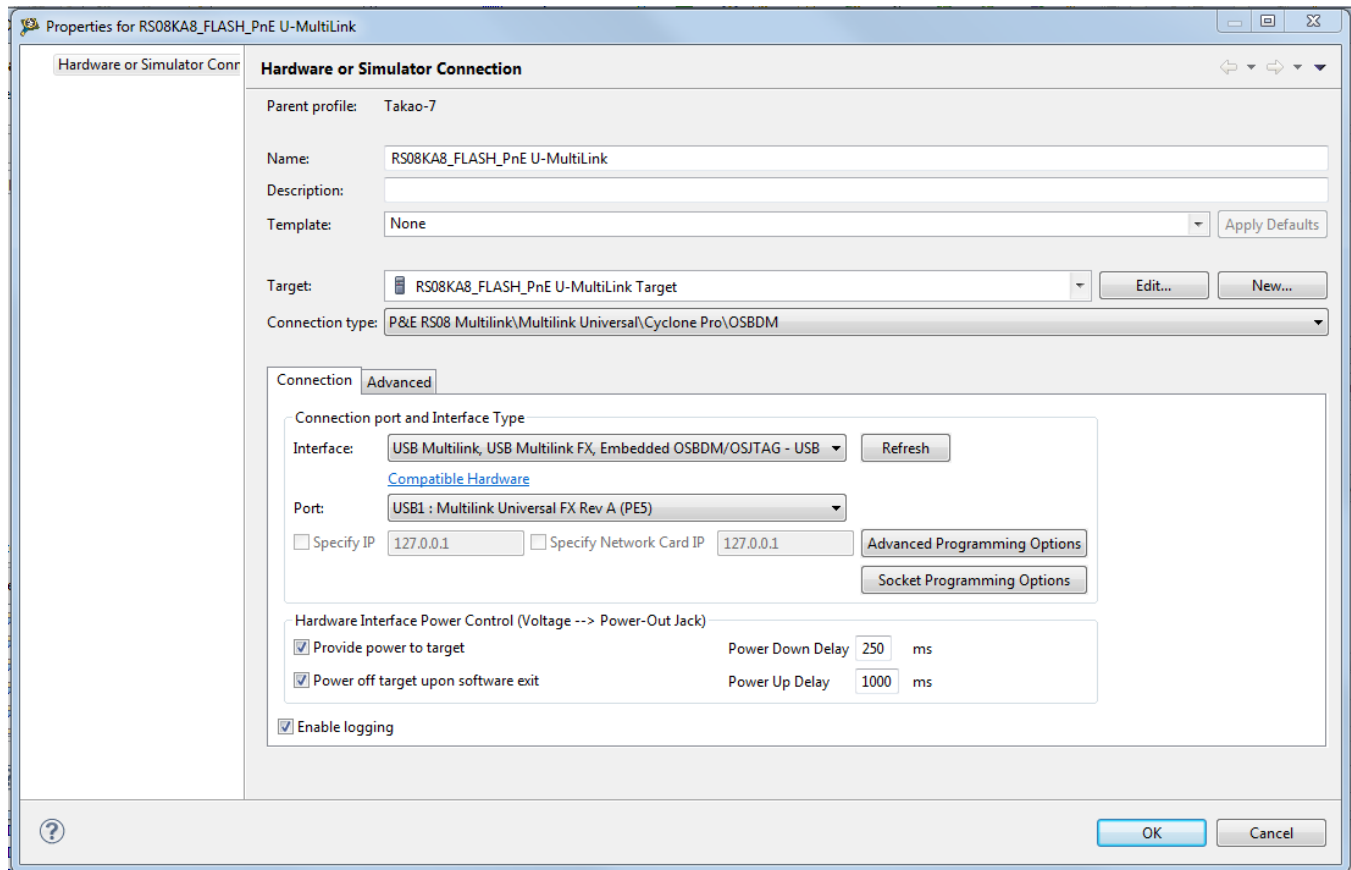 Properties for RS08KA8_FLASH_PnE U-MultiLink
Hardware or Simulator Conr
Hardware or Simulator Connection
Parent profile: Takao-7
Name: RS08KA8_FLASH_PnE U-MultiLink
Description:
Template: None Apply Defaults
Target: RS08KA8_FLASH_PnE U-MultiLink Target Edit... New...
Connection type: P&E RS08 Multilink\Multilink Universal\Cyclone Pro\OSBDM
Connection Advanced
Connection port and Interface Type
Interface: USB Multilink, USB Multilink FX, Embedded OSBDM/OSJTAG - USB Refresh
Compatible Hardware
Port: USB1 : Multilink Universal FX Rev A (PE5)
Specify IP 127.0.0.1 Specify Network Card IP 127.0.0.1 Advanced Programming Options
Socket Programming Options
Hardware Interface Power Control (Voltage --> Power-Out Jack)
Provide power to target Power Down Delay 250 ms
Power off target upon software exit Power Up Delay 1000 ms
Enable logging
? OK Cancel